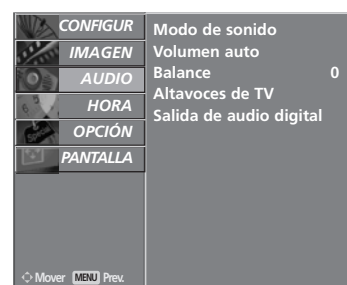 CONFIGUR
IMAGEN
AUDIO
HORA
OPCIÓN
PANTALLA
Modo de sonido
Volumen auto
Balance 0
Altavoces de TV
Salida de audio digital
Mover MENU Prev.